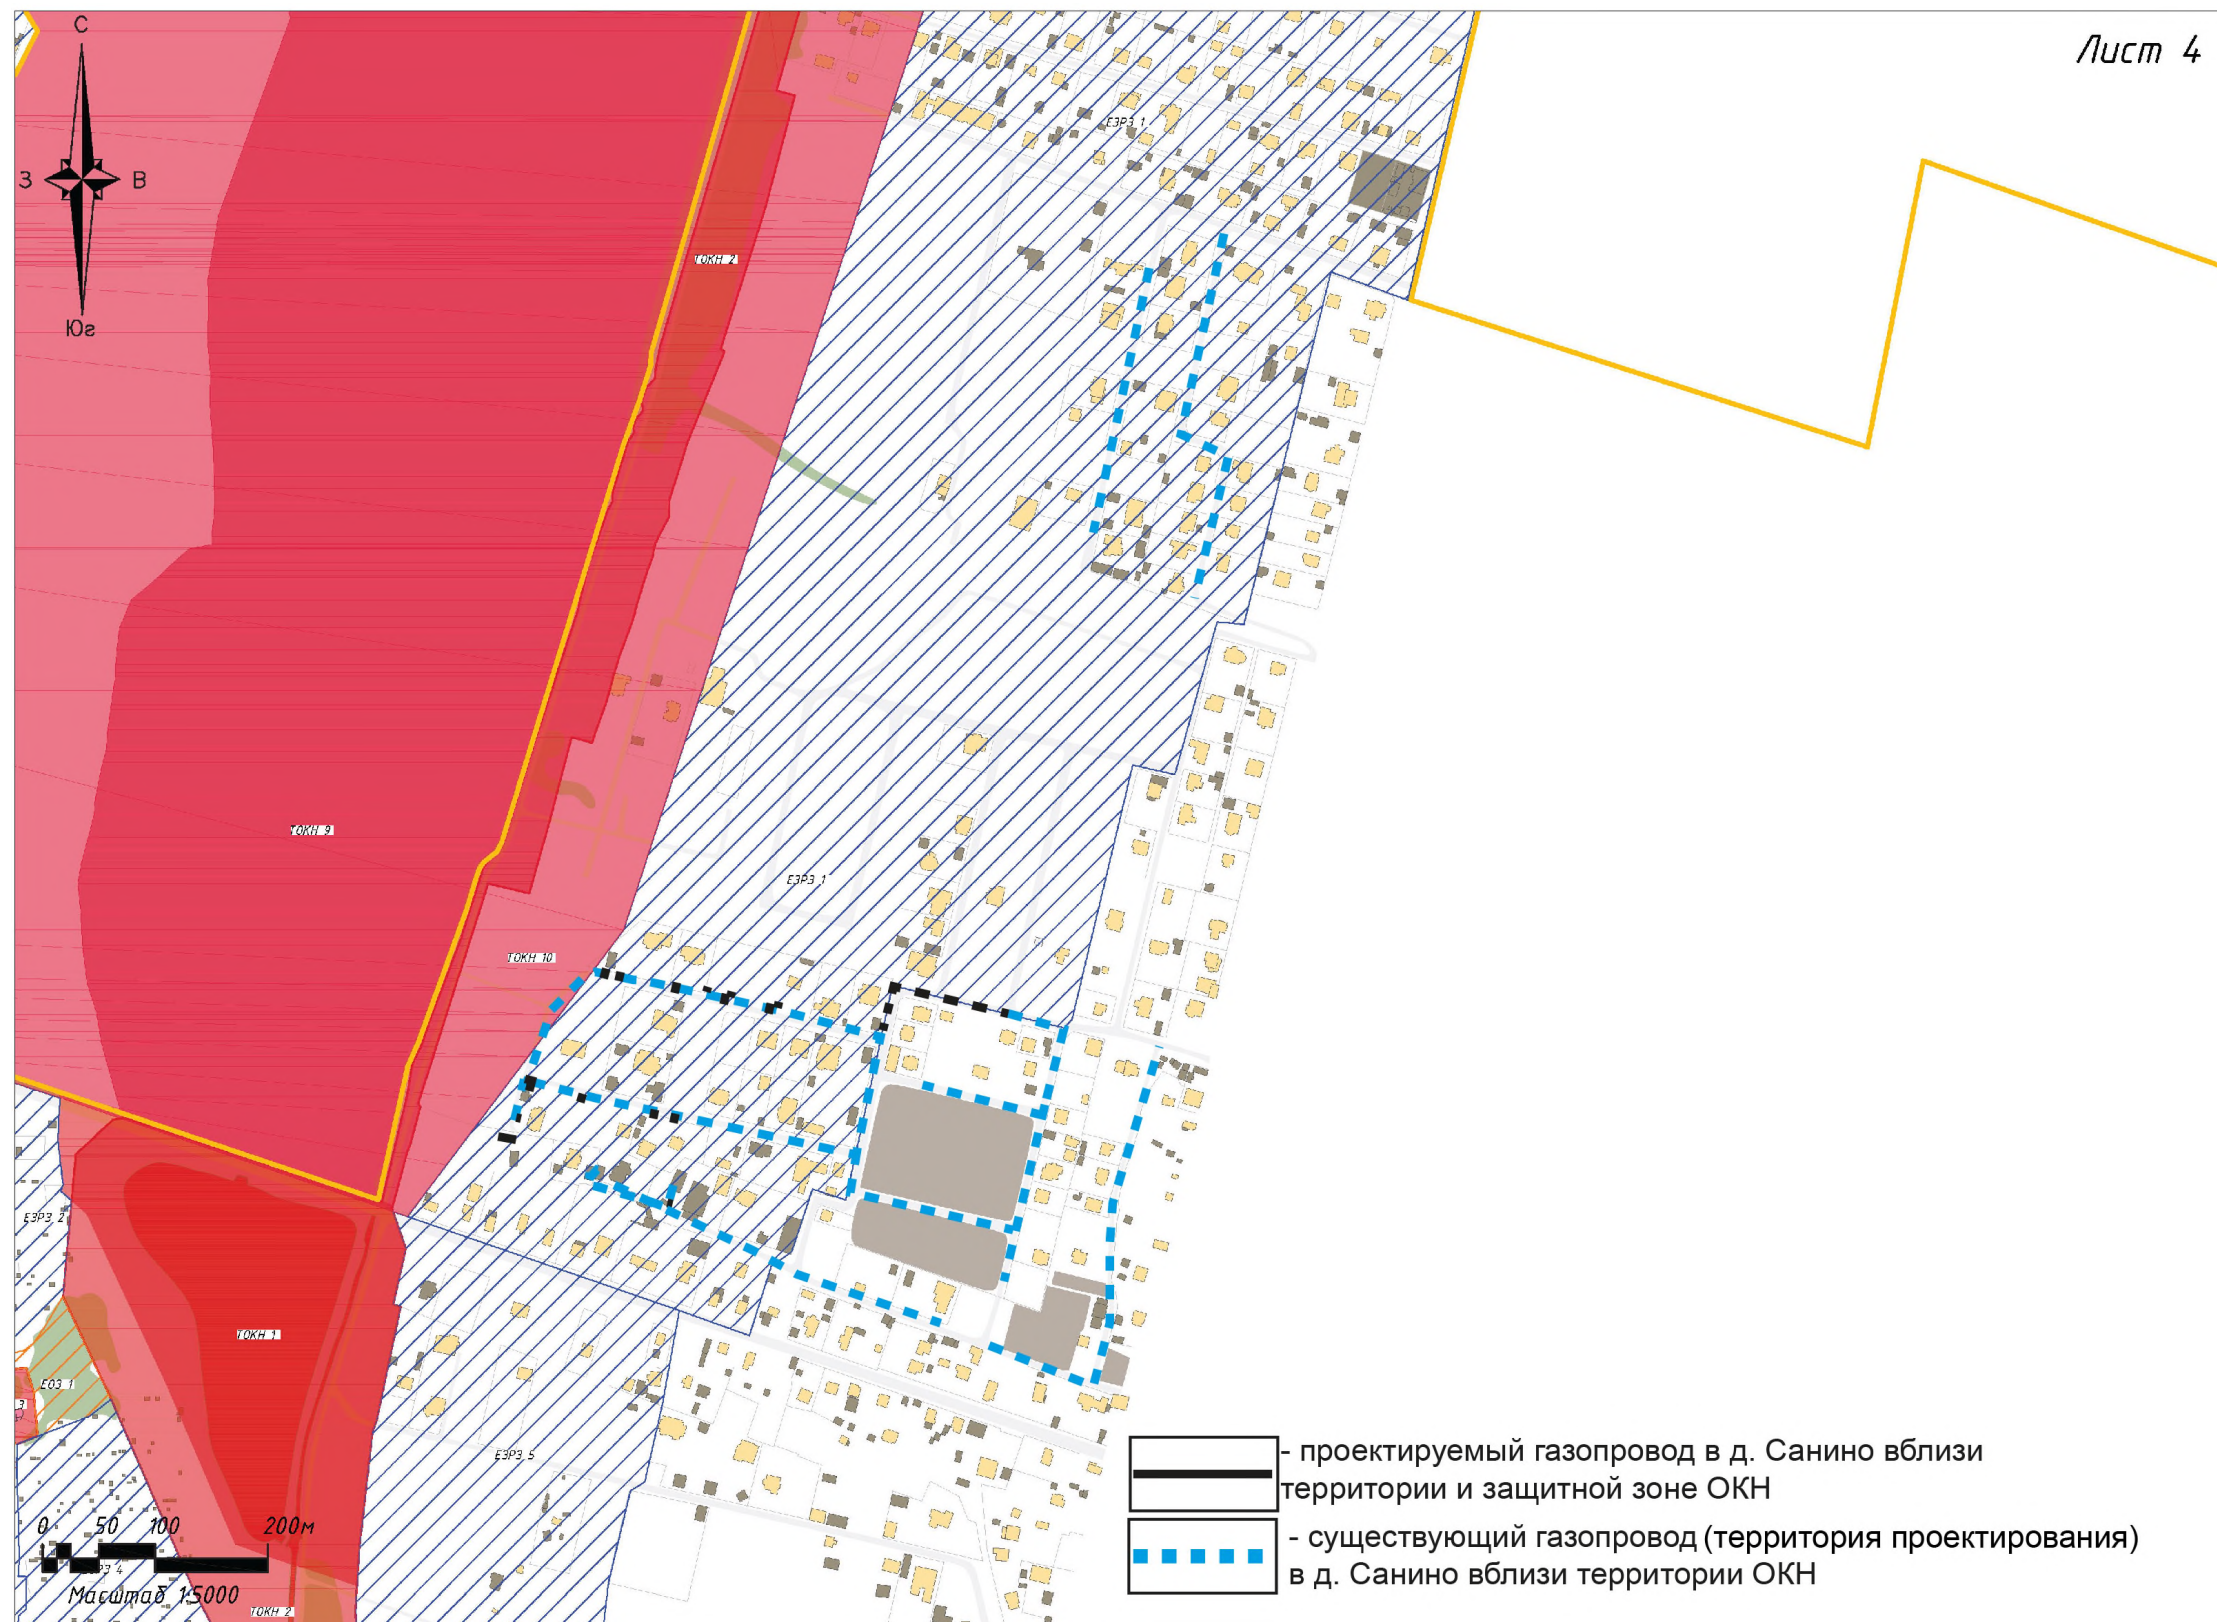 С
Лист 4
ЕЗРЗ 1
З
В
ТОКН 2
Юг
ТОКН 9
ЕЗРЗ 1
ТОКН 10
ЕЗРЗ 2
ТОКН 1
ЕОЗ 1
3
ЕЗРЗ 5
- проектируемый газопровод в д. Санино вблизи
территории и защитной зоне ОКН
0 50 100 200м
- существующий газопровод (территория проектирования)
в д. Санино вблизи территории ОКН
Масштаб 1:5000
ТОКН 2